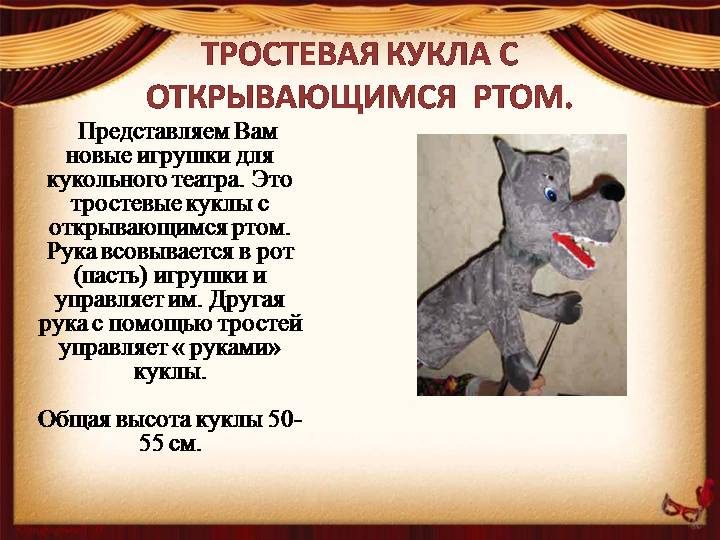 ТРОСТЕВАЯ КУКЛА С
ОТКРЫВАЮЩИМСЯ РТОМ.
Представляем Вам
новые игрушки для
кукольного театра. Это
тростевые куклы с
открывающимся ртом.
Рука всовывается в рот
(пасть) игрушки и
управляет им. Другая
рука с помощью тростей
управляет « руками»
куклы.
Общая высота куклы 50-
55 см.